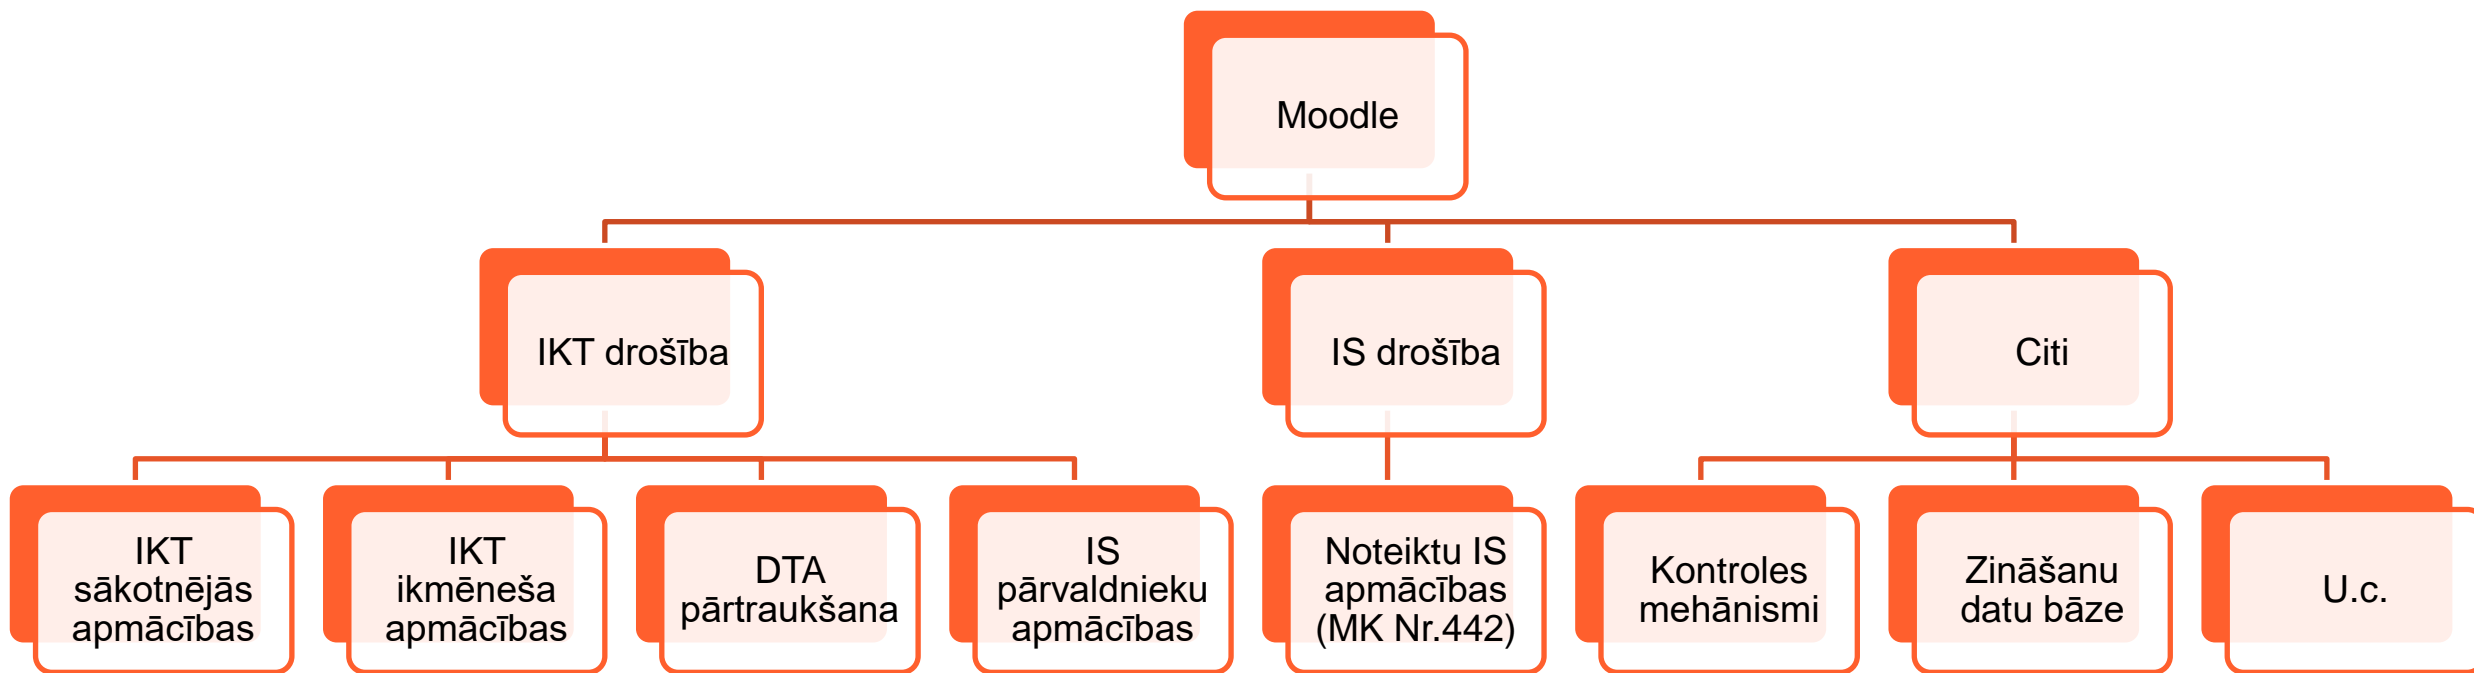 Moodle
IKT drošība
IS drošība
Citi
IKT
sākotnējās
apmācības
IKT
ikmēneša
apmācības
DTA
pārtraukšana
IS
pārvaldnieku
apmācības
Noteiktu IS
apmācības
(MK Nr.442)
Kontroles
mehānismi
Zināšanu
datu bāze
U.c.